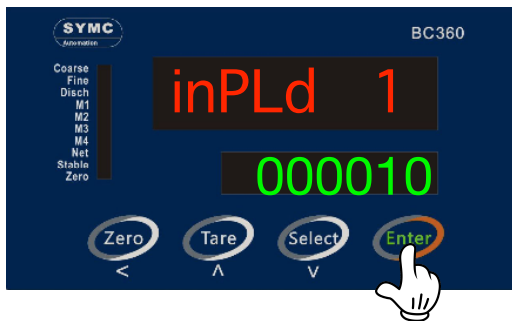 SYMC
Automation
BC360
Coarse
Fine
Disch
M1
M2
M3
M4
Net
Stable
Zero
inPLd 1
000010
Zero Tare Select Enter
< ᐱ ᐯ